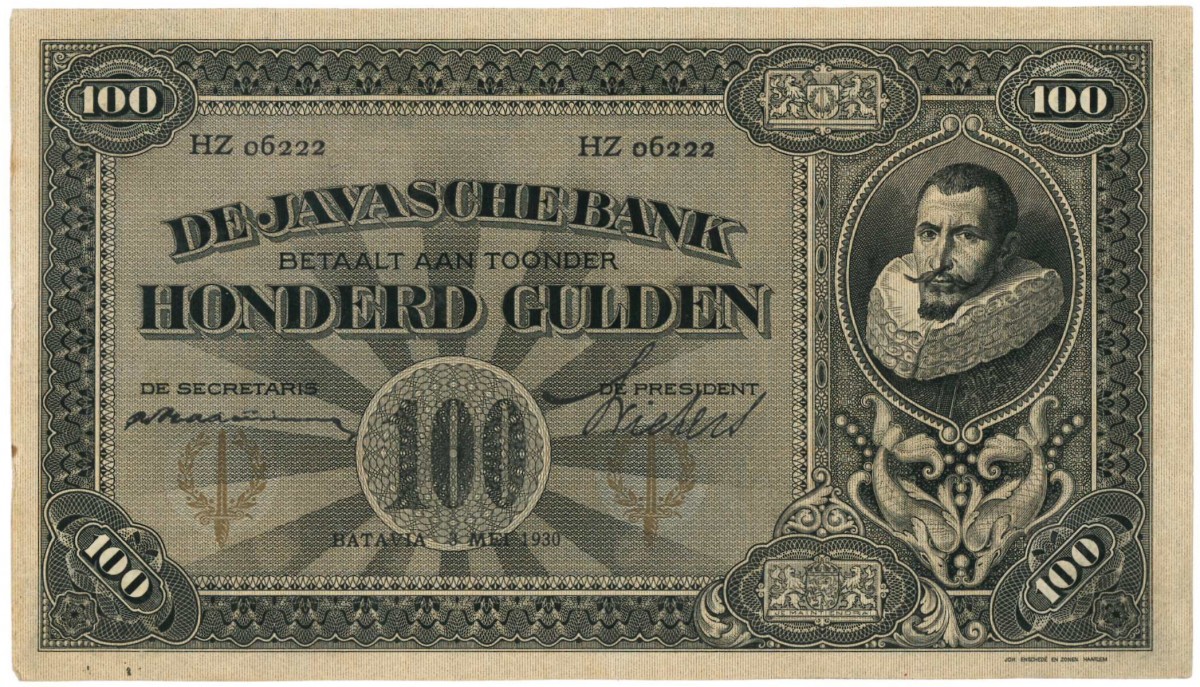 100 100
HZ 06222 HZ 06222
DE JAVASCHE BANK
BETAALT AAN TOONDER
HONDERD GULDEN
DE SECRETARIS DE PRESIDENT
100
BATAVIA 3 MEI 1930
100 100
JOH. ENSCHEDÉ EN ZONEN. HAARLEM